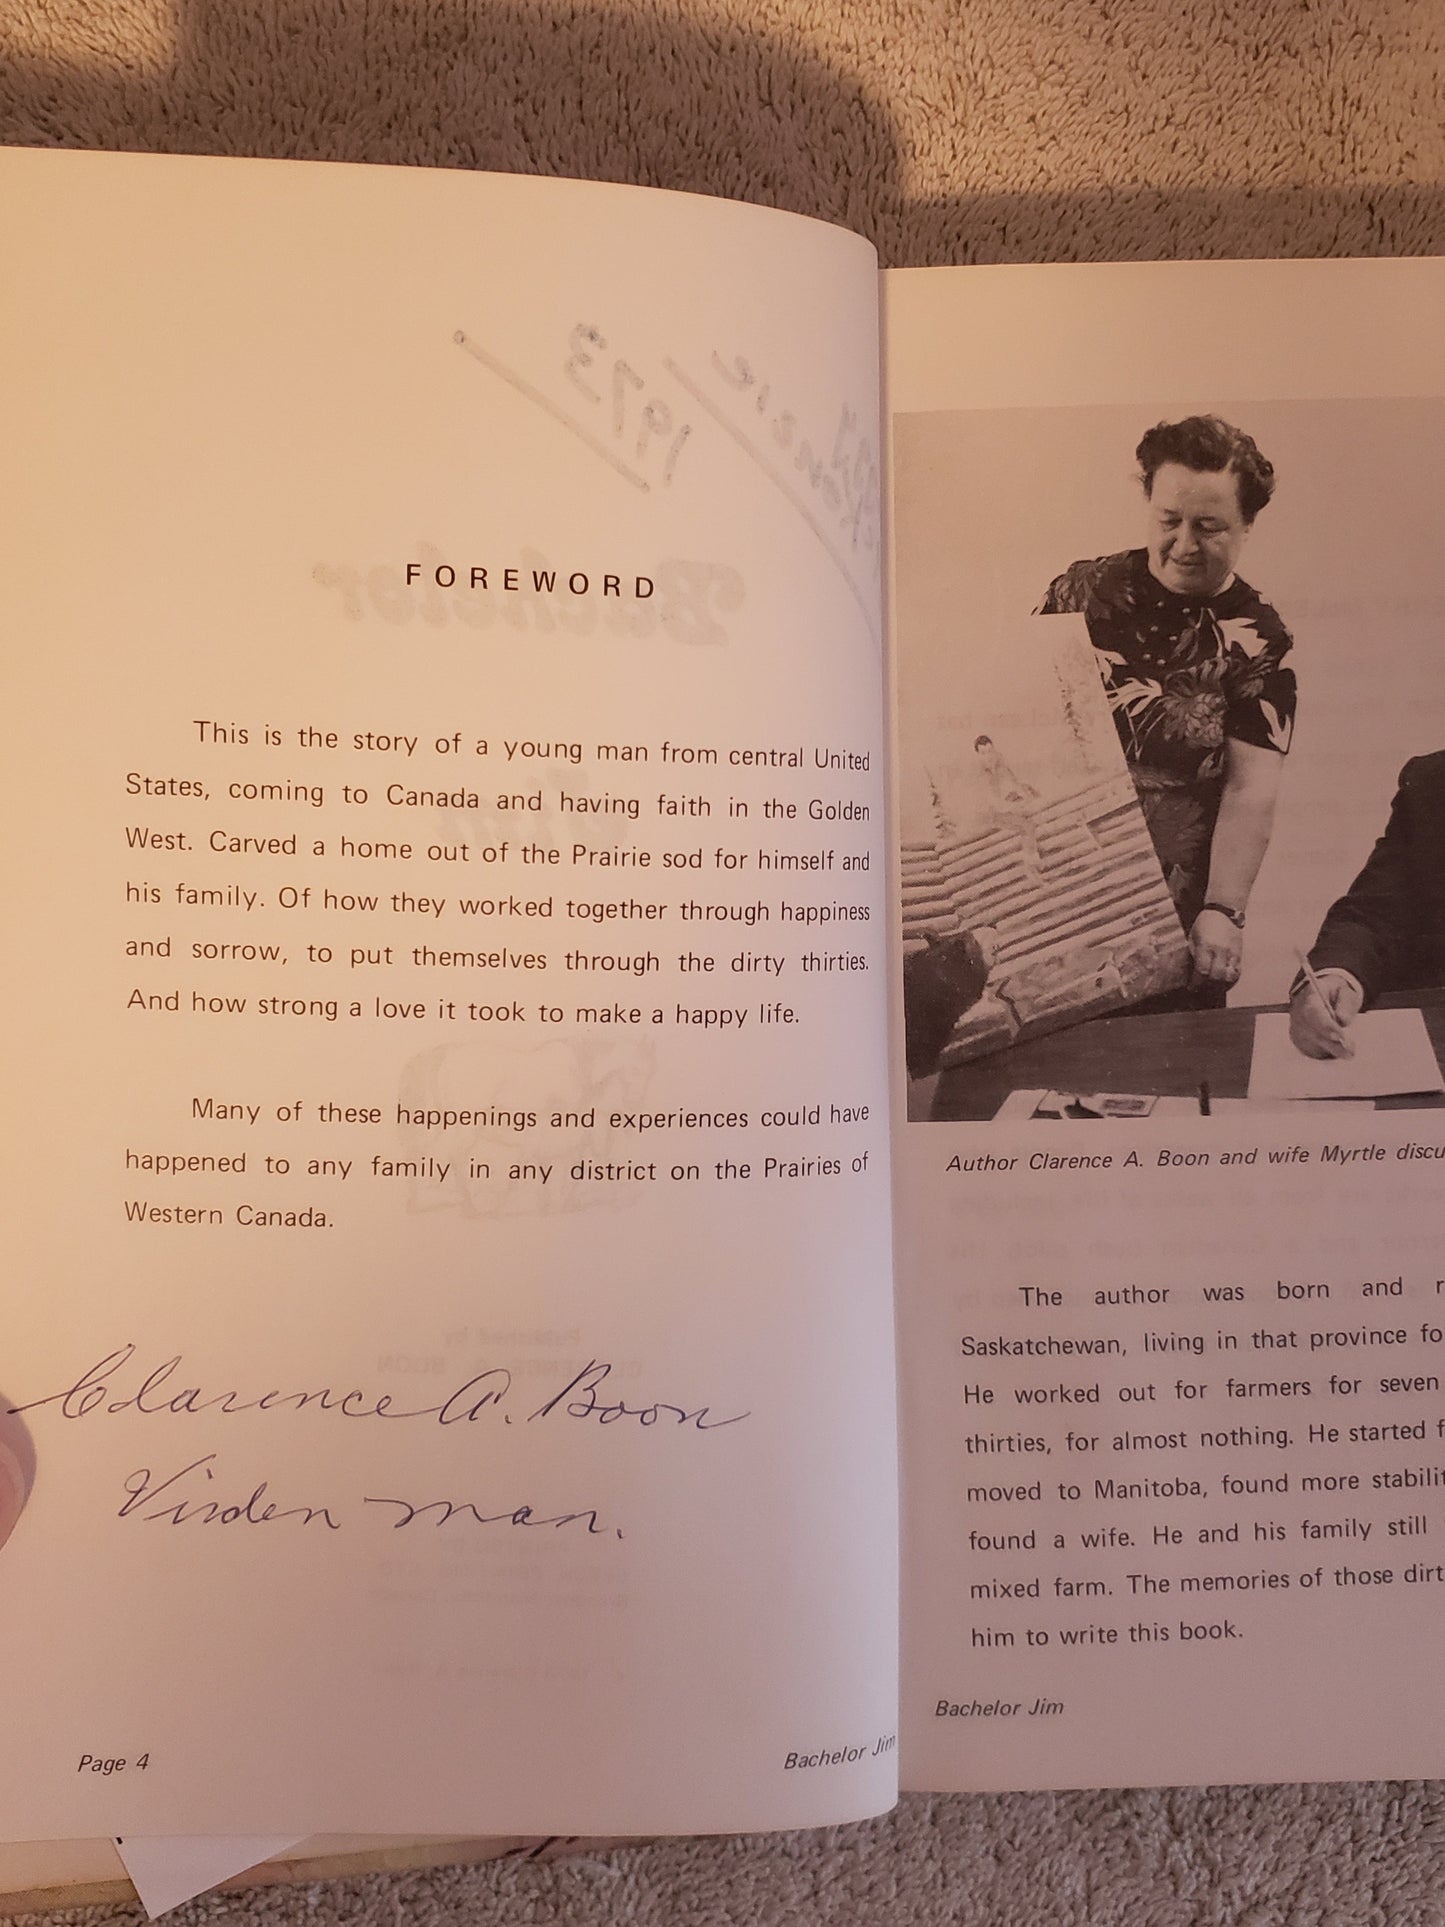 FOREWORD
This is the story of a young man from central United
States, coming to Canada and having faith in the Golden
West. Carved a home out of the Prairie sod for himself and
his family. Of how they worked together through happiness
and sorrow, to put themselves through the dirty thirties.
And how strong a love it took to make a happy life.
Many of these happenings and experiences could have
happened to any family in any district on the Prairies of
Western Canada.
Clarence A. Boon
Virden Man.
Page 4
Bachelor Jim
1973
Bachelor
Author Clarence A. Boon and wife Myrtle discu
The author was born and r
Saskatchewan, living in that province fo
He worked out for farmers for seven
thirties, for almost nothing. He started f
moved to Manitoba, found more stabilit
found a wife. He and his family still
mixed farm. The memories of those dirt
him to write this book.
Bachelor Jim